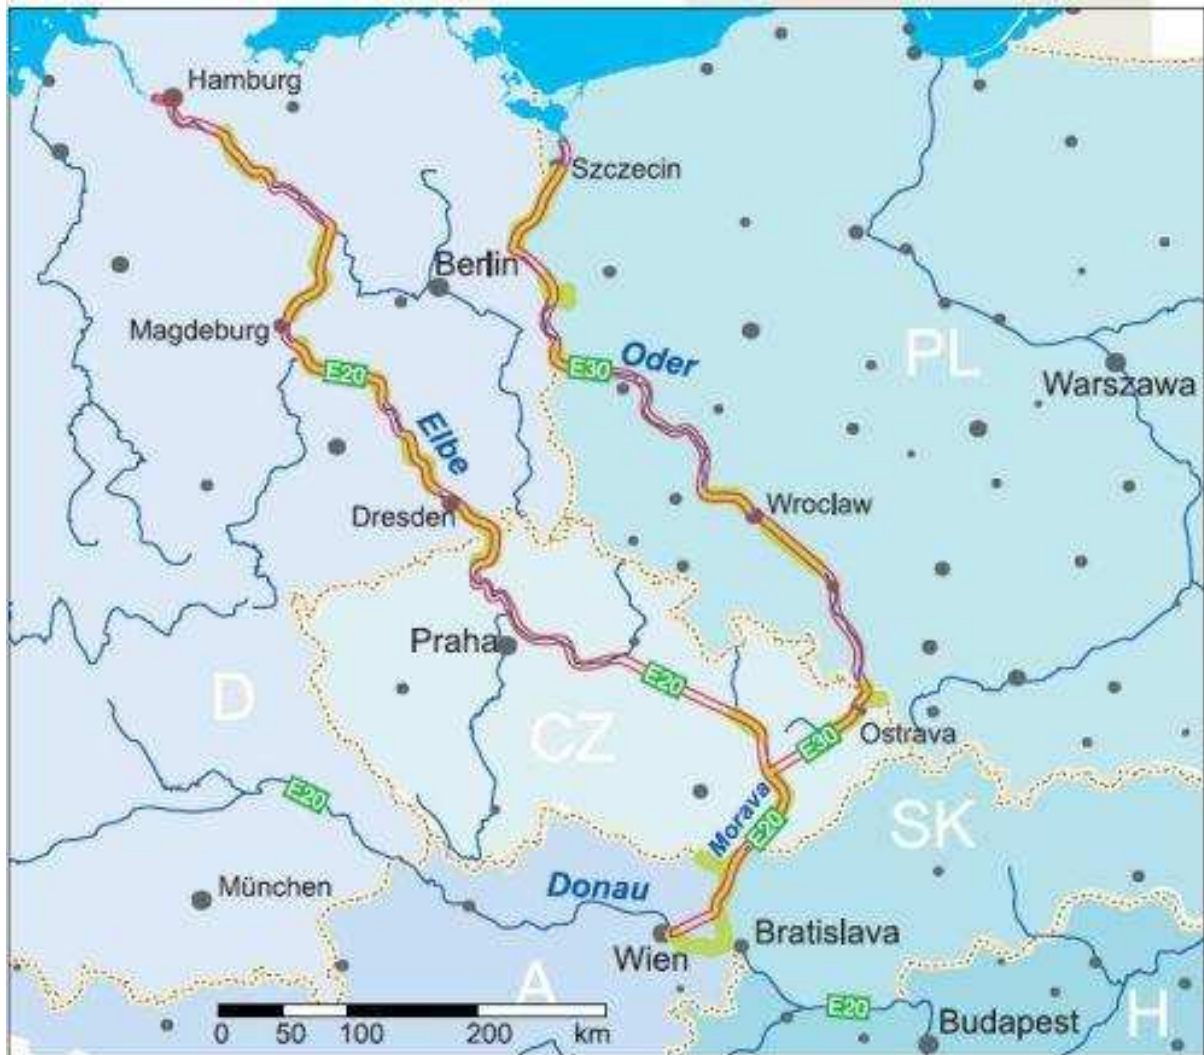 Hamburg
Szczecin
Berlin
Magdeburg
E20
Oder
E30
PL
Warszawa
Elbe
Dresden
Wroclaw
Praha
E20
D
CZ
E30
Ostrava
E20
Morava
E20
SK
München
Donau
Bratislava
Wien
A
E20
Budapest
H
0 50 100 200 km